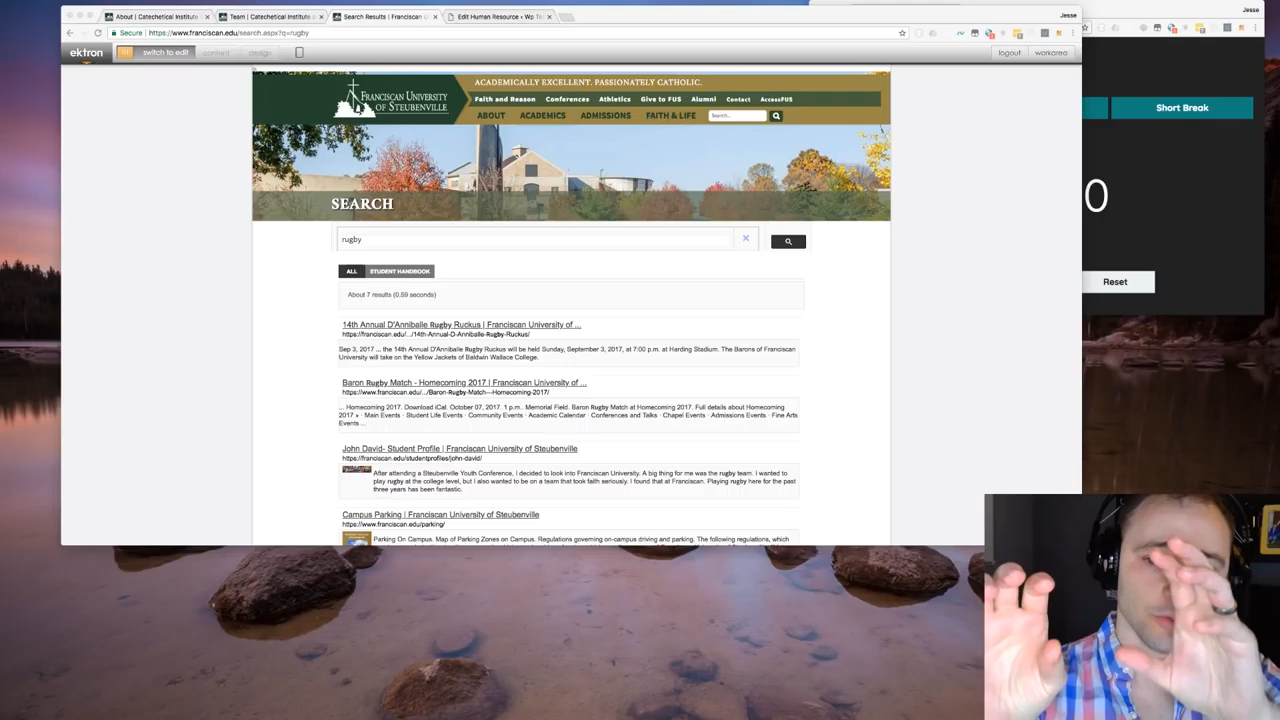 About | Catechetical Institute
Team | Catechetical Institute
Search Results | Franciscan
Edit Human Resource ‹ Wp
Jesse
Jesse
Secure
https://www.franciscan.edu/search.aspx?q=rugby
ektron
switch to edit
content
design
logout
workarea
FRANCISCAN UNIVERSITY
OF STEUBENVILLE
ACADEMICALLY EXCELLENT. PASSIONATELY CATHOLIC.
Faith and Reason Conferences Athletics Give to FUS Alumni Contact AccessFUS
ABOUT ACADEMICS ADMISSIONS FAITH & LIFE Search...
SEARCH
rugby
ALL STUDENT HANDBOOK
About 7 results (0.59 seconds)
14th Annual D'Anniballe Rugby Ruckus | Franciscan University of ...
https://franciscan.edu/.../14th-Annual-D-Anniballe-Rugby-Ruckus/
Sep 3, 2017 ... the 14th Annual D'Anniballe Rugby Ruckus will be held Sunday, September 3, 2017, at 7:00 p.m. at Harding Stadium. The Barons of Franciscan
University will take on the Yellow Jackets of Baldwin Wallace College.
Baron Rugby Match - Homecoming 2017 | Franciscan University of ...
https://www.franciscan.edu/.../Baron-Rugby-Match---Homecoming-2017/
... Homecoming 2017. Download iCal. October 07, 2017. 1 p.m.. Memorial Field. Baron Rugby Match at Homecoming 2017. Full details about Homecoming
2017 » · Main Events · Student Life Events · Community Events · Academic Calendar · Conferences and Talks · Chapel Events · Admissions Events · Fine Arts
Events ...
John David- Student Profile | Franciscan University of Steubenville
https://franciscan.edu/studentprofiles/john-david/
After attending a Steubenville Youth Conference, I decided to look into Franciscan University. A big thing for me was the rugby team. I wanted to
play rugby at the college level, but I also wanted to be on a team that took faith seriously. I found that at Franciscan. Playing rugby here for the past
three years has been fantastic.
Campus Parking | Franciscan University of Steubenville
https://www.franciscan.edu/parking/
Parking On Campus. Map of Parking Zones on Campus. Regulations governing on-campus driving and parking. The following regulations, which
Short Break
0
Reset